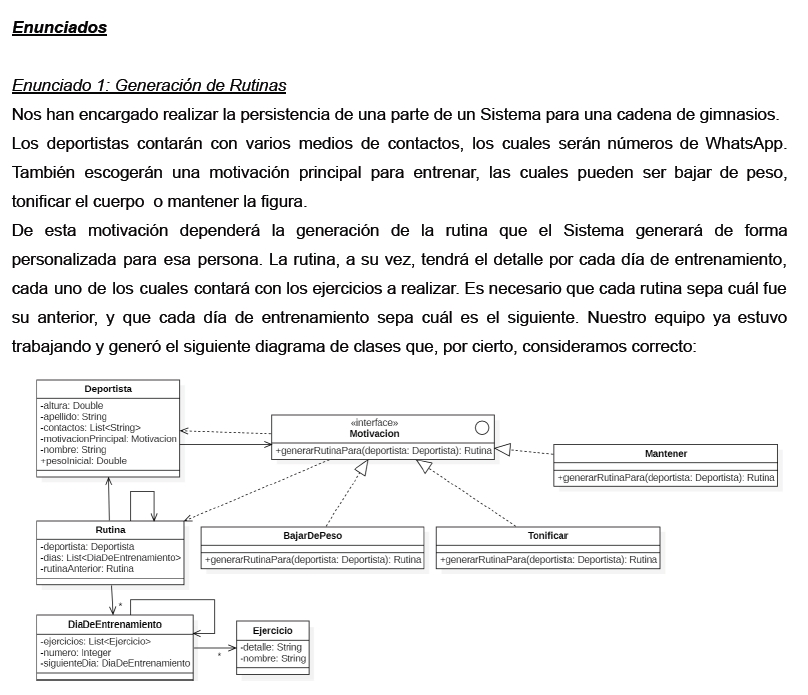 Enunciados
Enunciado 1: Generación de Rutinas
Nos han encargado realizar la persistencia de una parte de un Sistema para una cadena de gimnasios.
Los deportistas contarán con varios medios de contactos, los cuales serán números de WhatsApp.
También escogerán una motivación principal para entrenar, las cuales pueden ser bajar de peso,
tonificar el cuerpo o mantener la figura.
De esta motivación dependerá la generación de la rutina que el Sistema generará de forma
personalizada para esa persona. La rutina, a su vez, tendrá el detalle por cada día de entrenamiento,
cada uno de los cuales contará con los ejercicios a realizar. Es necesario que cada rutina sepa cuál fue
su anterior, y que cada día de entrenamiento sepa cuál es el siguiente. Nuestro equipo ya estuvo
trabajando y generó el siguiente diagrama de clases que, por cierto, consideramos correcto:
Deportista
-altura: Double
-apellido: String
-contactos: List<String>
-motivacionPrincipal: Motivacion
-nombre: String
+pesoInicial: Double
«interface»
Motivacion
+generarRutinaPara(deportista: Deportista): Rutina
Mantener
+generarRutinaPara(deportista: Deportista): Rutina
Rutina
-deportista: Deportista
-dias: List<DiaDeEntrenamiento>
-rutinaAnterior: Rutina
BajarDePeso
+generarRutinaPara(deportista: Deportista): Rutina
Tonificar
+generarRutinaPara(deportista: Deportista): Rutina
*
DiaDeEntrenamiento
-ejercicios: List<Ejercicio>
-numero: Integer
-siguienteDia: DiaDeEntrenamiento
*
Ejercicio
-detalle: String
-nombre: String